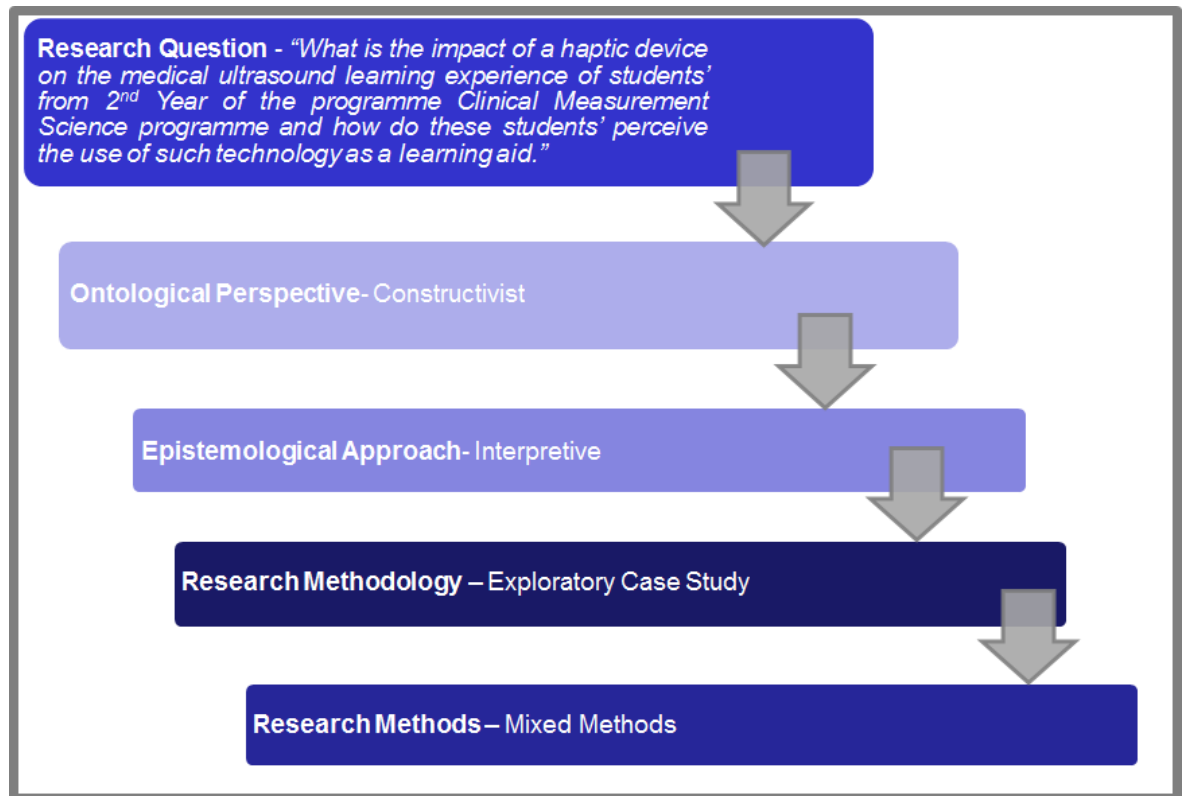 Research Question - “What is the impact of a haptic device
on the medical ultrasound learning experience of students’
from 2nd Year of the programme Clinical Measurement
Science programme and how do these students’ perceive
the use of such technology as a learning aid.”
Ontological Perspective- Constructivist
Epistemological Approach- Interpretive
Research Methodology – Exploratory Case Study
Research Methods – Mixed Methods